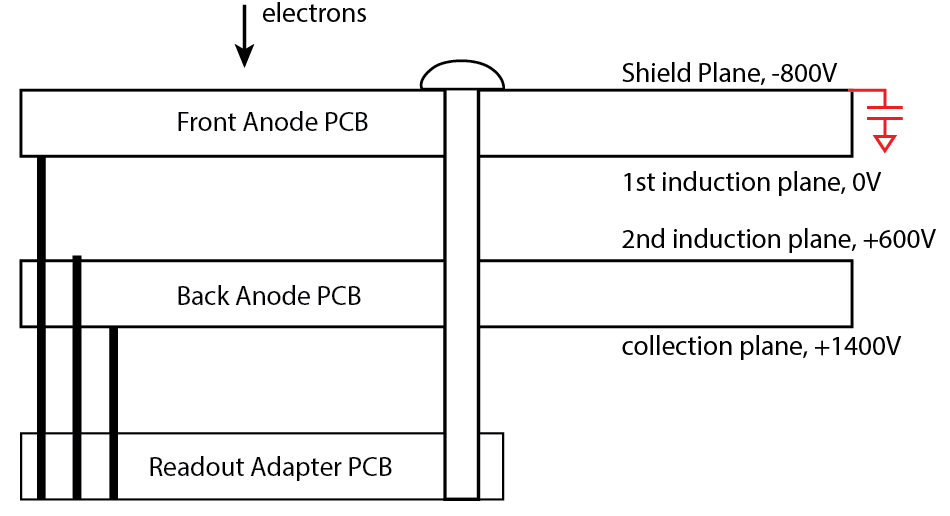 electrons
Shield Plane, -800V
Front Anode PCB
1st induction plane, 0V
2nd induction plane, +600V
Back Anode PCB
collection plane, +1400V
Readout Adapter PCB